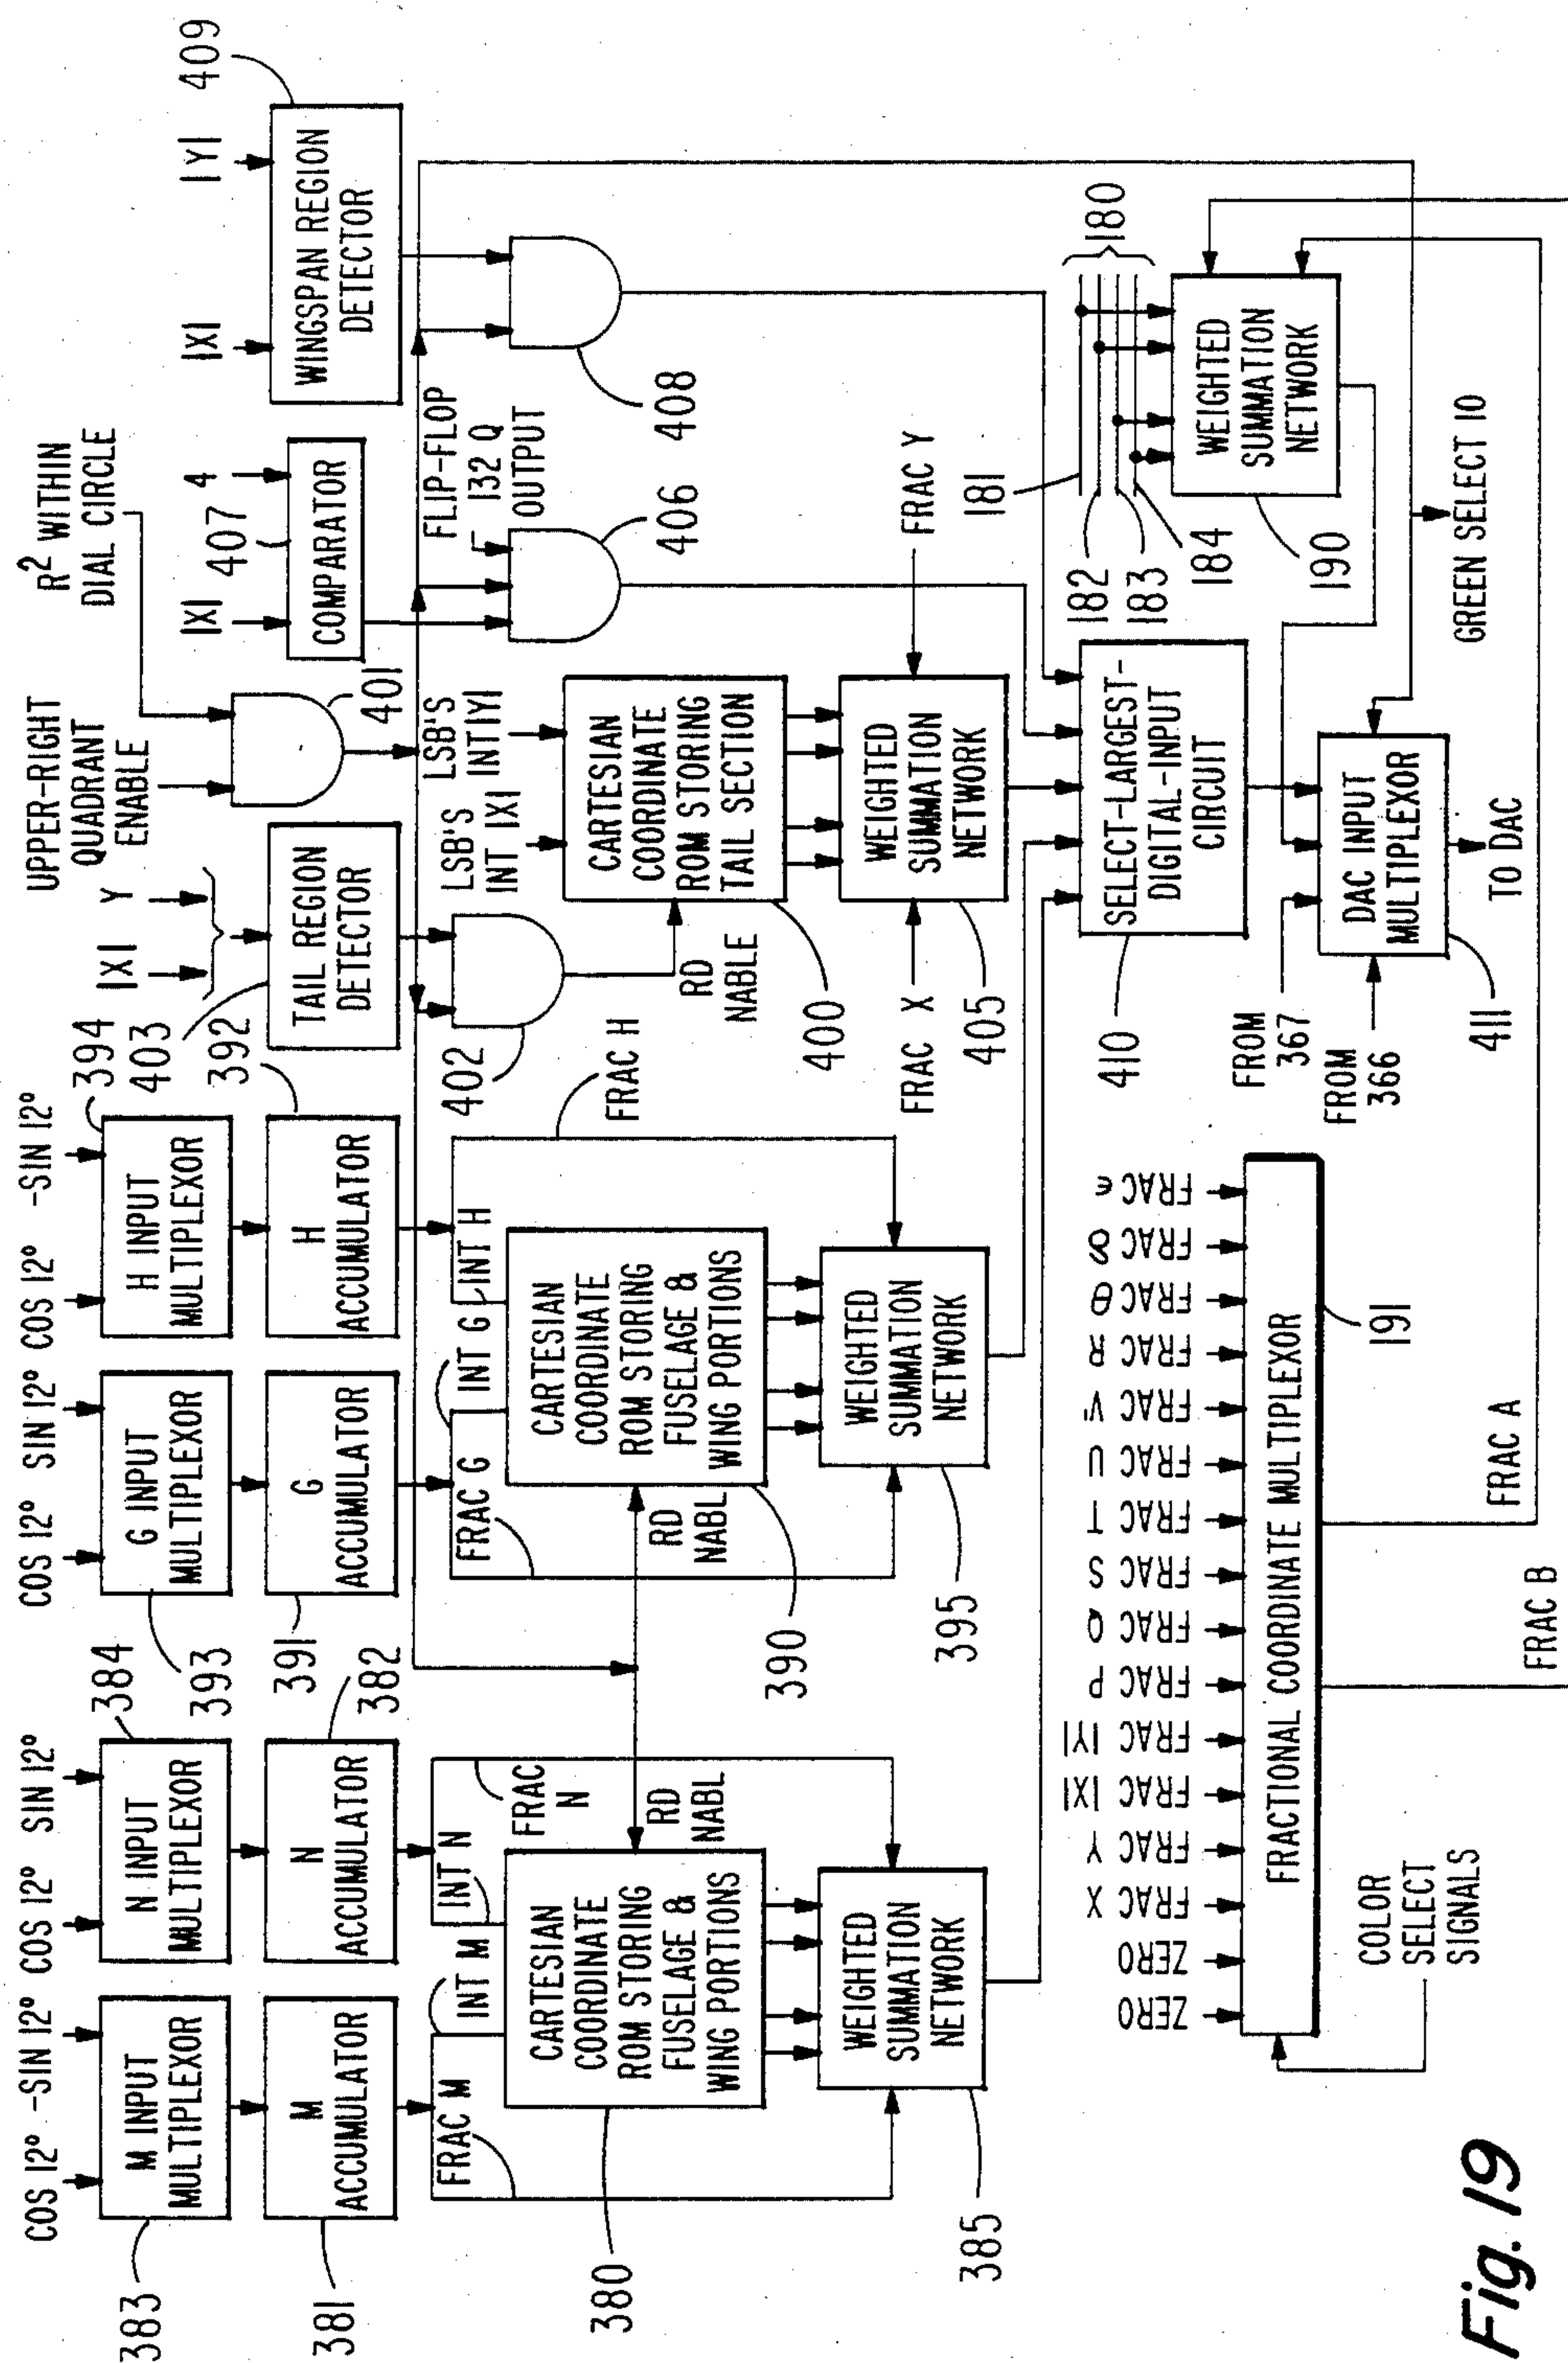 COS 12° -SIN 12°
COS 12° SIN 12°
COS 12° SIN 12°
COS 12° -SIN 12°
383
M INPUT
MULTIPLEXOR
384
N INPUT
MULTIPLEXOR
393
G INPUT
MULTIPLEXOR
394
H INPUT
MULTIPLEXOR
381
M
ACCUMULATOR
382
N
ACCUMULATOR
391
G
ACCUMULATOR
392
H
ACCUMULATOR
FRAC M
INT M
INT N
FRAC
N
FRAC G
INT G
INT H
FRAC H
380
CARTESIAN
COORDINATE
ROM STORING
FUSELAGE &
WING PORTIONS
RD
NABL
390
CARTESIAN
COORDINATE
ROM STORING
FUSELAGE &
WING PORTIONS
RD
NABL
385
WEIGHTED
SUMMATION
NETWORK
395
WEIGHTED
SUMMATION
NETWORK
|X| Y
403
TAIL REGION
DETECTOR
UPPER-RIGHT
QUADRANT
ENABLE
R² WITHIN
DIAL CIRCLE
401
|X|
407
4
COMPARATOR
|X|
|Y|
409
WINGSPAN REGION
DETECTOR
402
LSB'S
INT |X|
LSB'S
INT|Y|
FLIP-FLOP
132 Q
OUTPUT
406
408
RD
NABLE
400
CARTESIAN
COORDINATE
ROM STORING
TAIL SECTION
FRAC X
405
WEIGHTED
SUMMATION
NETWORK
FRAC Y
410
SELECT-LARGEST-
DIGITAL-INPUT
CIRCUIT
181
182
183
184
180
190
WEIGHTED
SUMMATION
NETWORK
FROM
367
FROM
366
411
DAC INPUT
MULTIPLEXOR
TO DAC
GREEN SELECT 10
ZERO
ZERO
FRAC X
FRAC Y
FRAC |X|
FRAC |Y|
FRAC P
FRAC Q
FRAC S
FRAC T
FRAC U
FRAC V
FRAC R
FRAC θ
FRAC 8
FRAC ϵ
FRACTIONAL COORDINATE MULTIPLEXOR
191
COLOR
SELECT
SIGNALS
FRAC B
FRAC A
Fig. 19